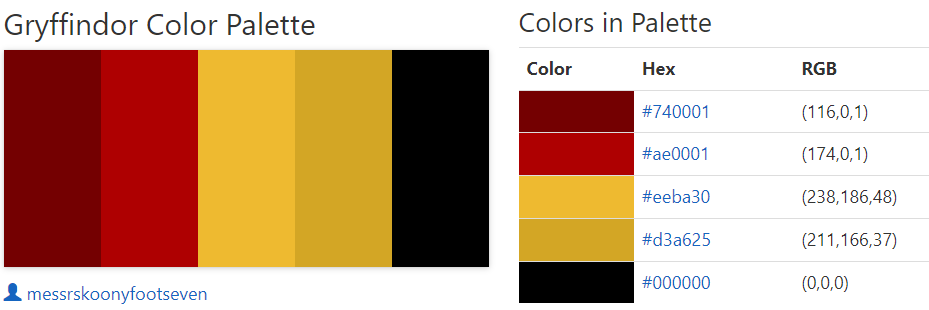 Gryffindor Color Palette
messrskoonyfootseven
Colors in Palette
Color Hex RGB
#740001 (116,0,1)
#ae0001 (174,0,1)
#eeba30 (238,186,48)
#d3a625 (211,166,37)
#000000 (0,0,0)